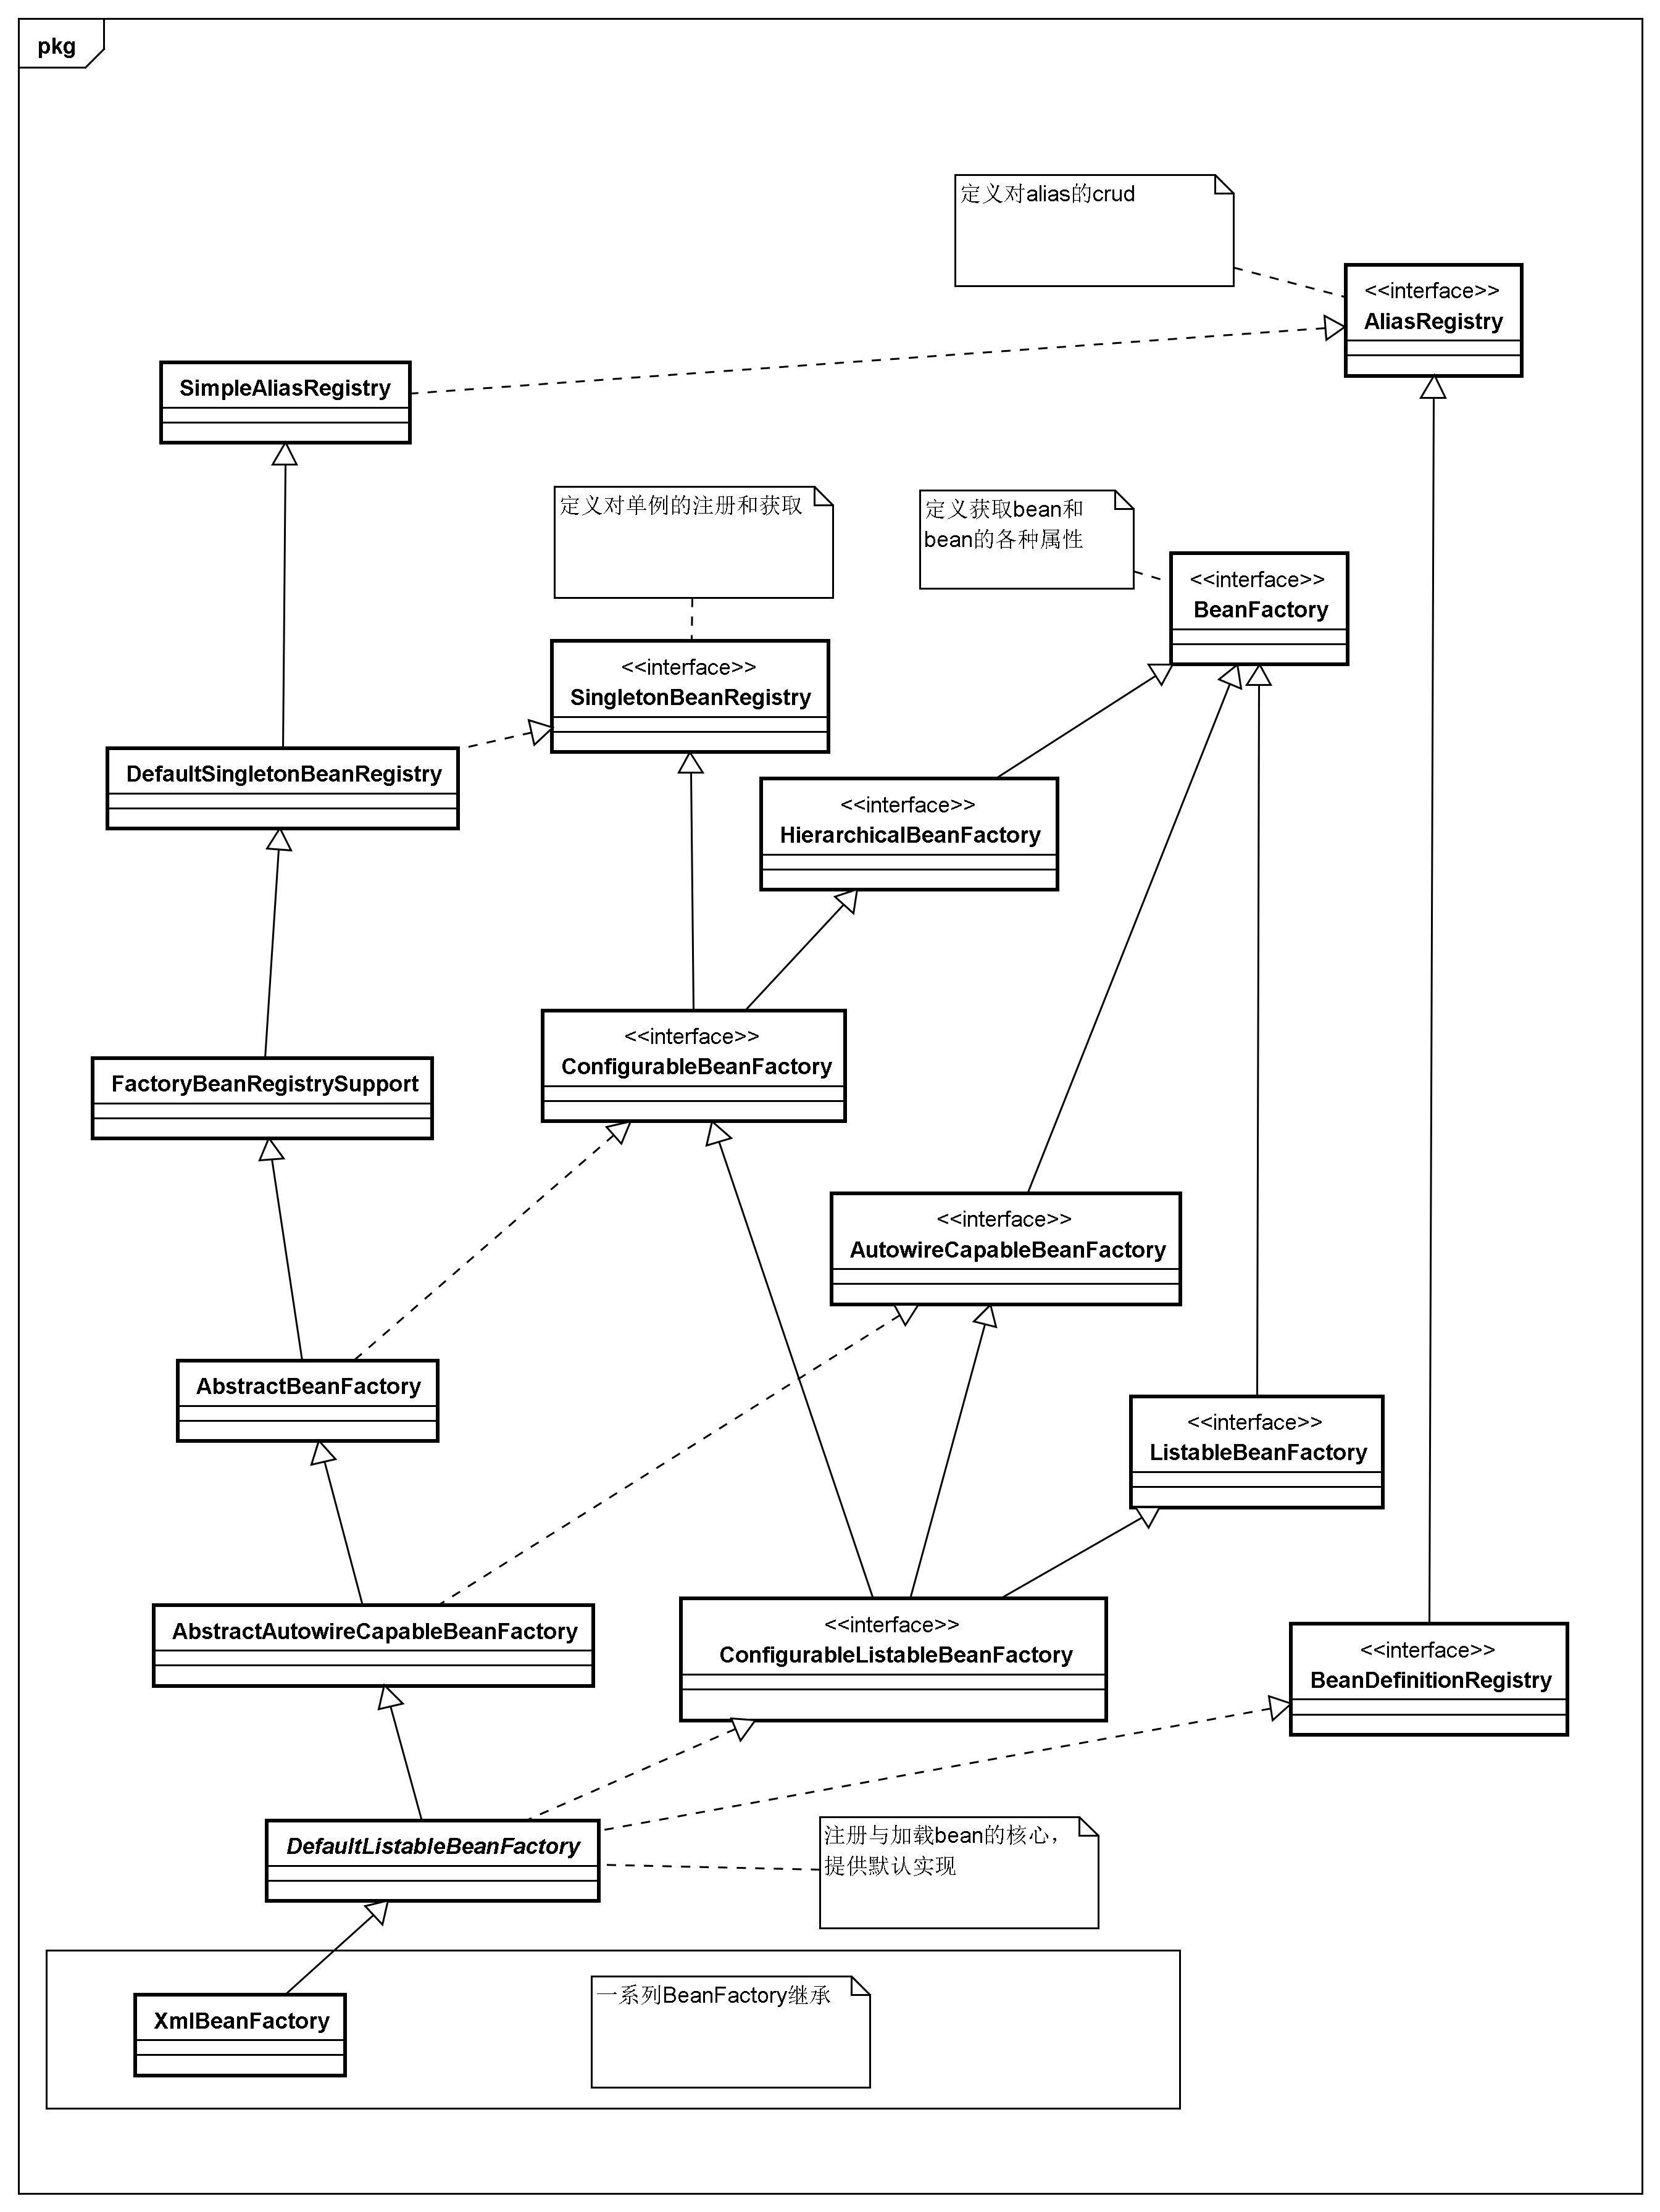 pkg
定义对alias的crud
<<interface>>
AliasRegistry
SimpleAliasRegistry
定义对单例的注册和获取
定义获取bean和
bean的各种属性
<<interface>>
BeanFactory
<<interface>>
SingletonBeanRegistry
DefaultSingletonBeanRegistry
<<interface>>
HierarchicalBeanFactory
<<interface>>
ConfigurableBeanFactory
FactoryBeanRegistrySupport
<<interface>>
AutowireCapableBeanFactory
AbstractBeanFactory
<<interface>>
ListableBeanFactory
AbstractAutowireCapableBeanFactory
<<interface>>
ConfigurableListableBeanFactory
<<interface>>
BeanDefinitionRegistry
DefaultListableBeanFactory
注册与加载bean的核心，
提供默认实现
XmlBeanFactory
一系列BeanFactory继承